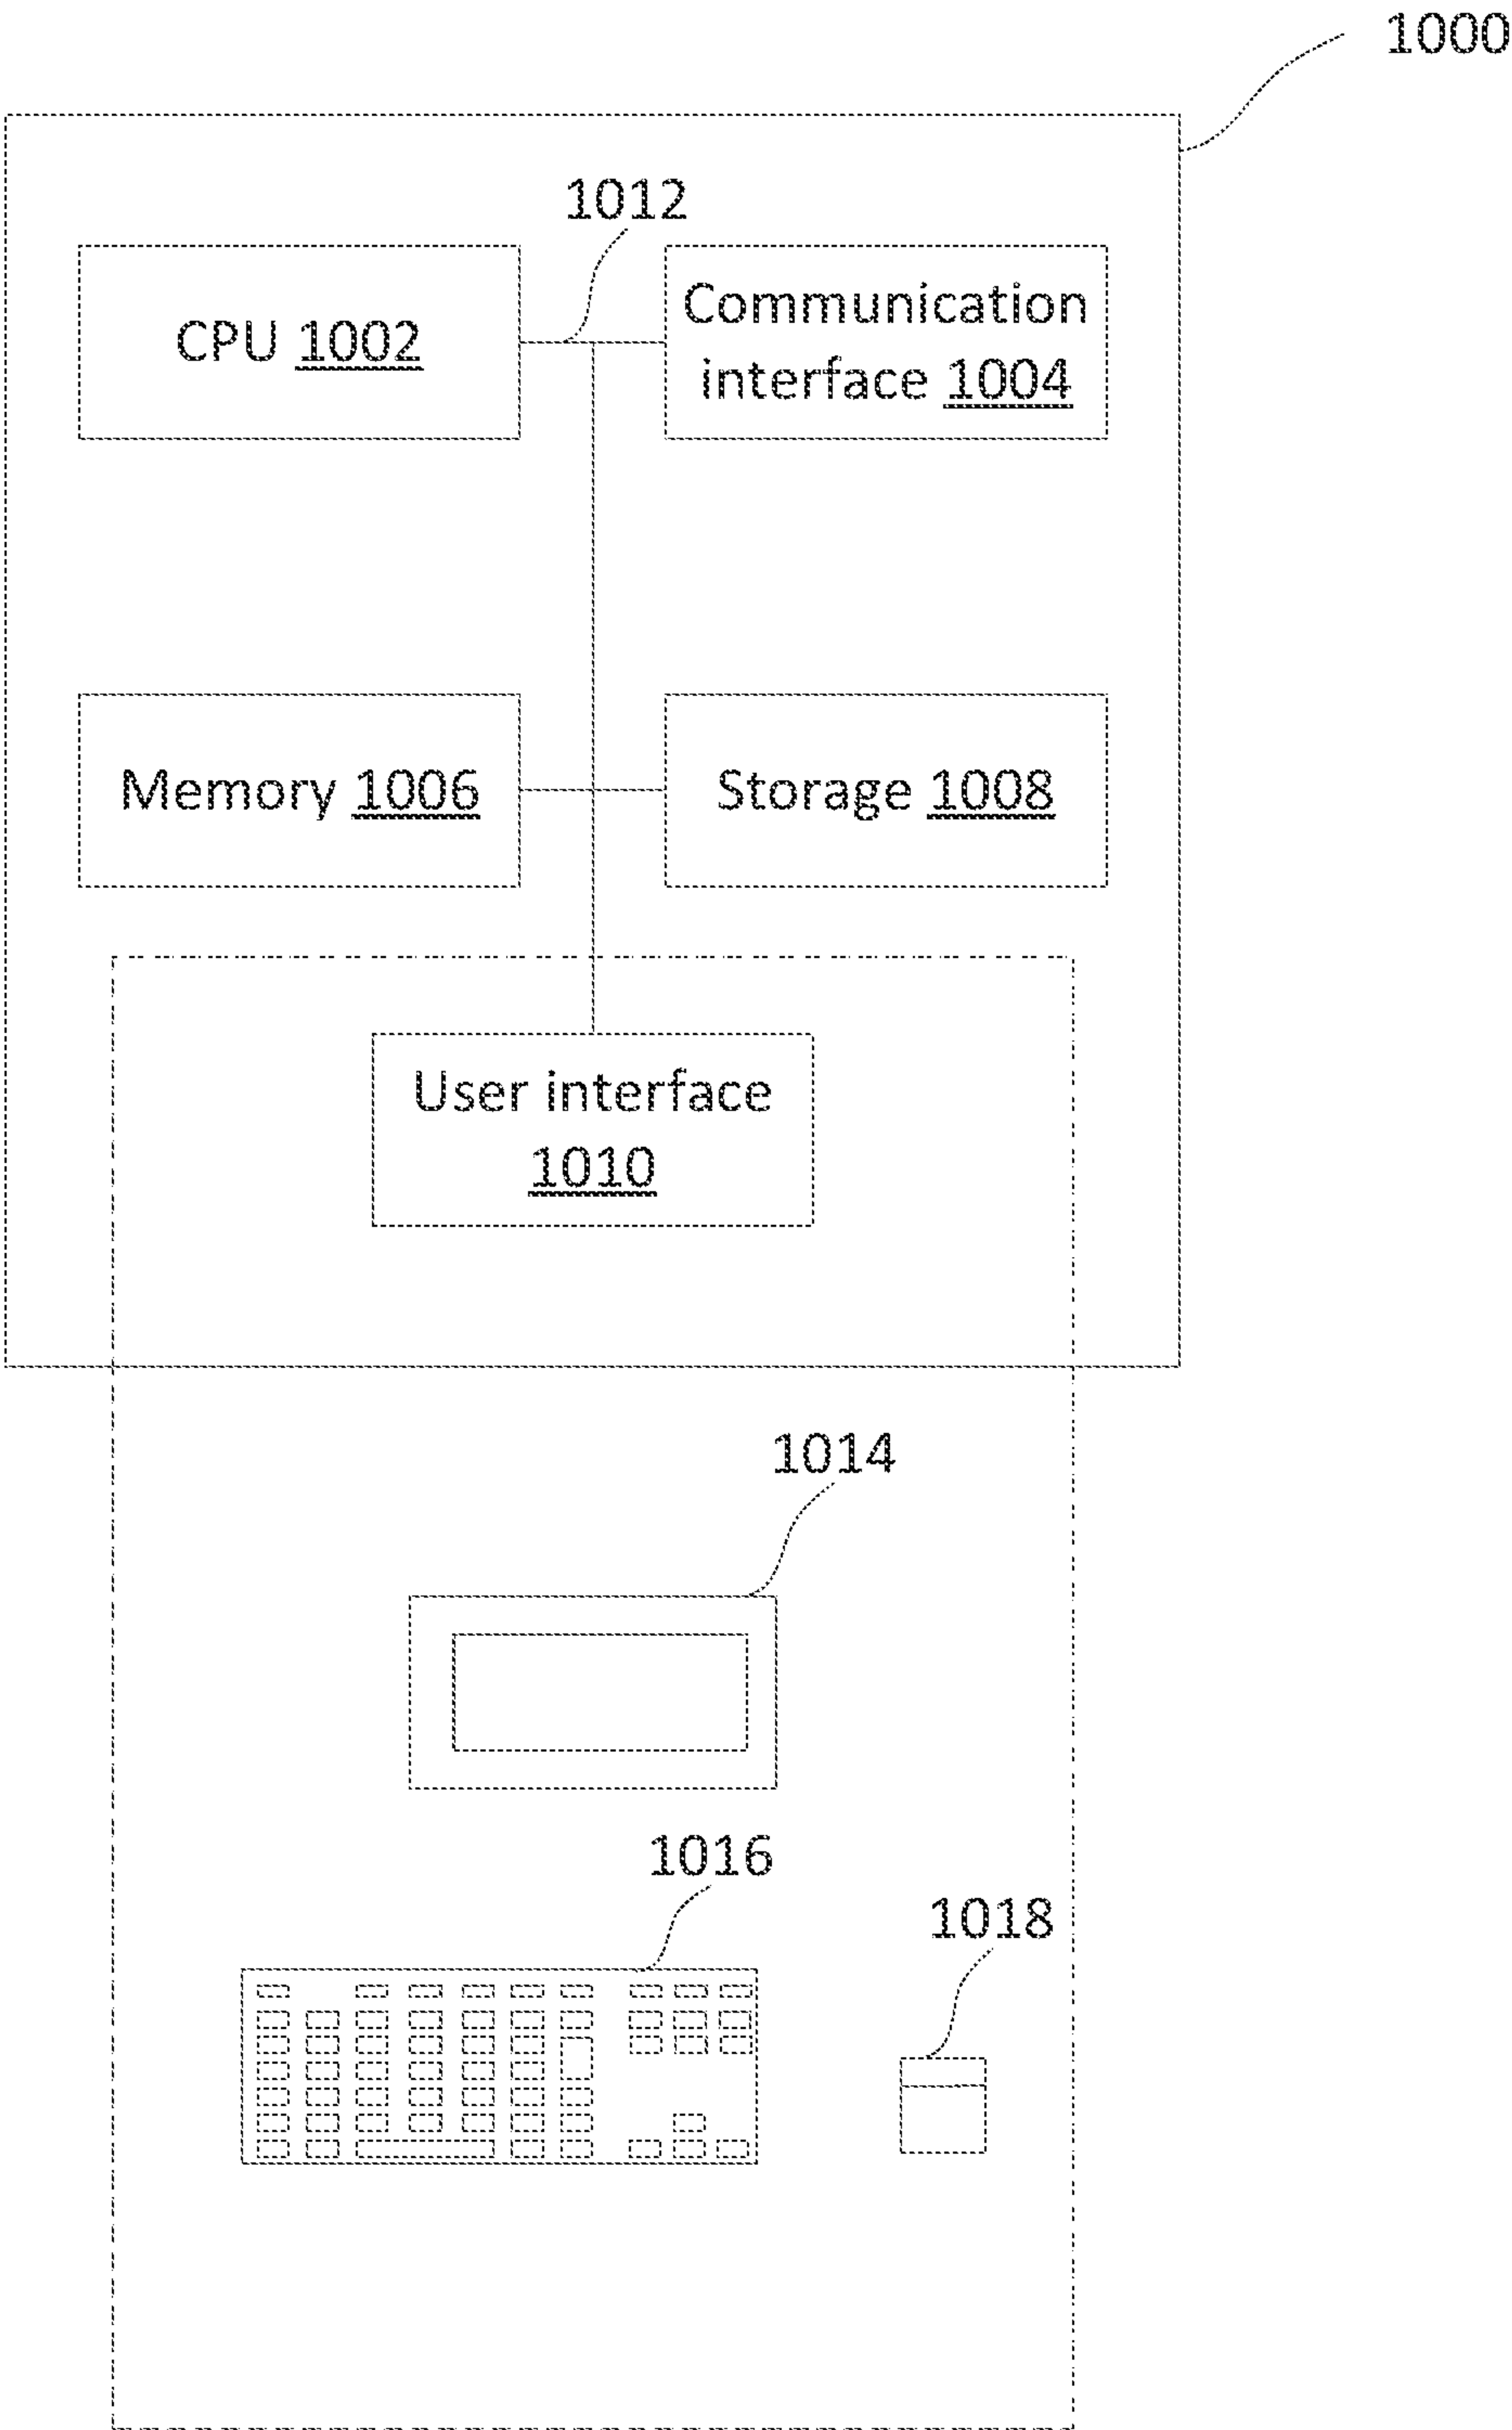 1000
1012
CPU 1002
Communication
interface 1004
Memory 1006
Storage 1008
User interface
1010
1014
1016
1018